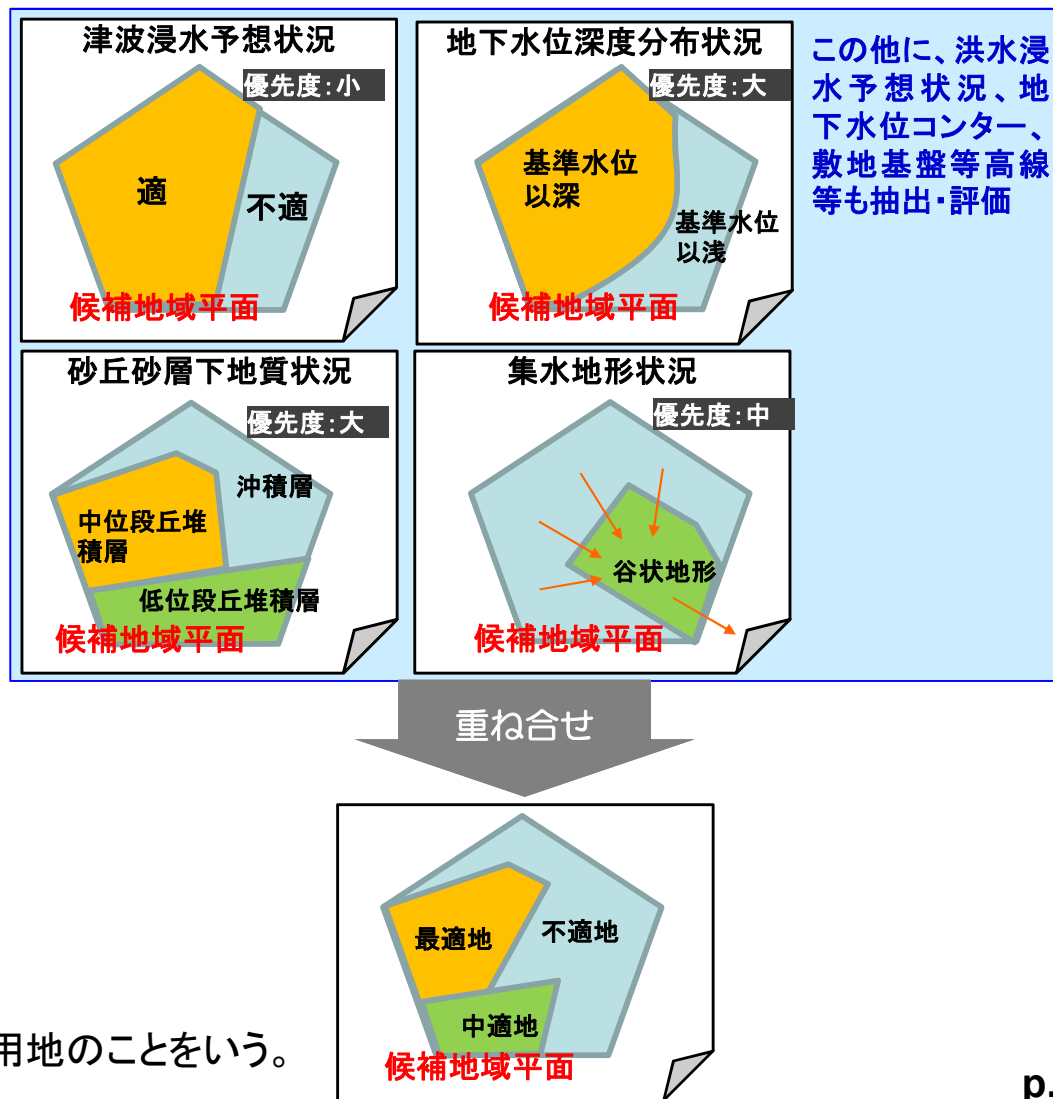 津波浸水予想状況
優先度：小
適
不適
候補地域平面
地下水位深度分布状況
優先度：大
基準水位
以深
基準水位
以浅
この他に、洪水浸
水予想状況、地
下水位コンター、
敷地基盤等高線
等も抽出・評価
砂丘砂層下地質状況
優先度：大
沖積層
中位段丘堆
積層
低位段丘堆積層
候補地域平面
集水地形状況
優先度：中
谷状地形
候補地域平面
重ね合せ
最適地
不適地
中適地
候補地域平面
用地のことをいう。
p.